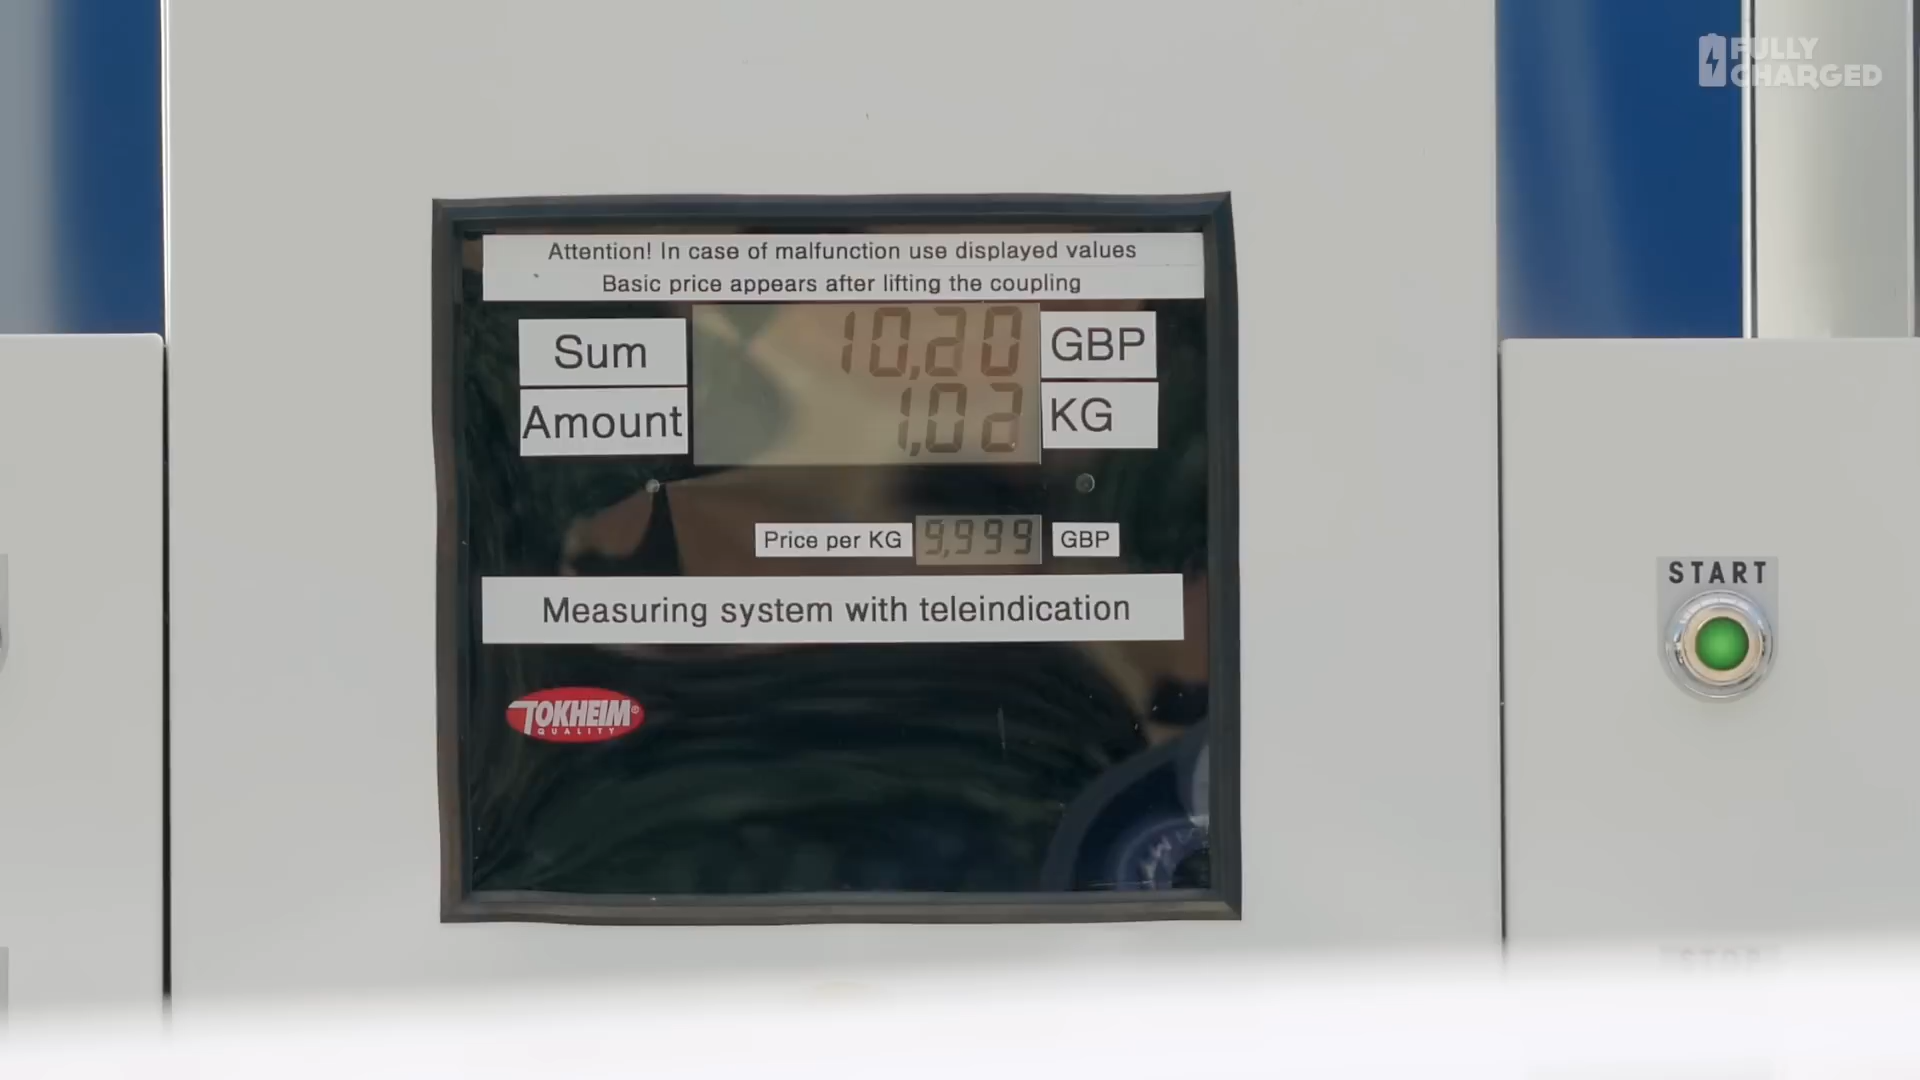 FULLY
CHARGED
Attention! In case of malfunction use displayed values
Basic price appears after lifting the coupling
Sum 10,20 GBP
Amount 1,02 KG
Price per KG 9,999 GBP
Measuring system with teleindication
START
TOKHEIM®
QUALITY
STOP